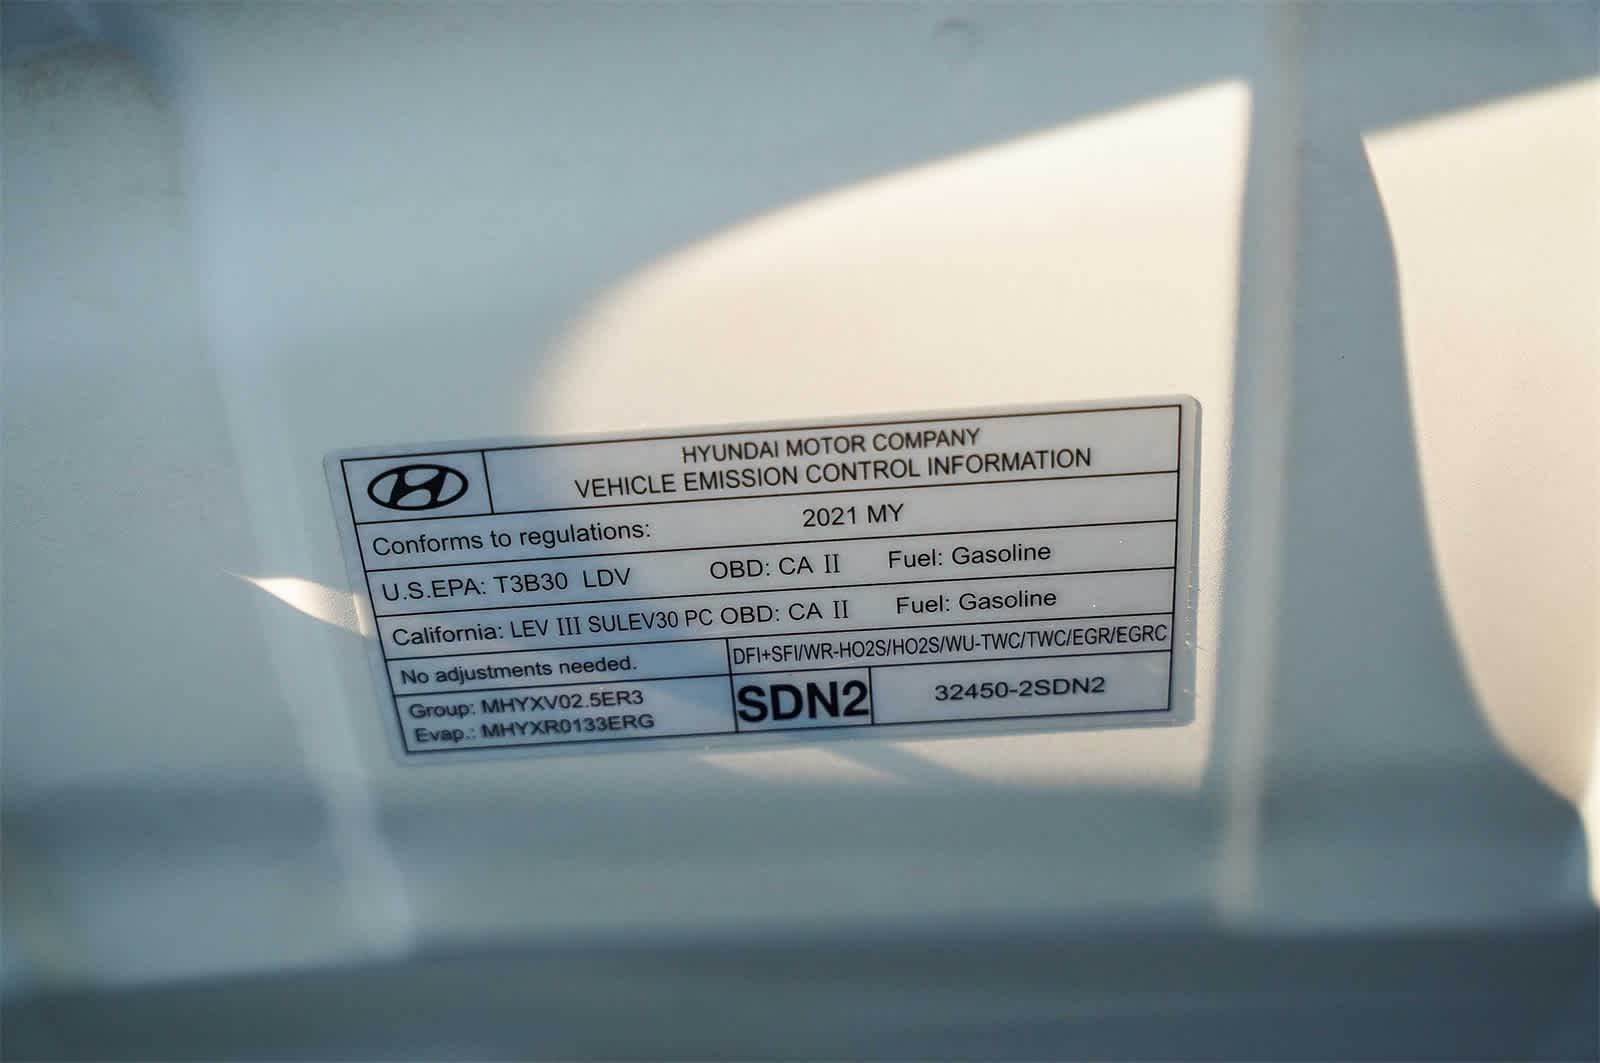 HYUNDAI MOTOR COMPANY
VEHICLE EMISSION CONTROL INFORMATION
Conforms to regulations: 2021 MY
U.S.EPA: T3B30 LDV OBD: CA II Fuel: Gasoline
California: LEV III SULEV30 PC OBD: CA II Fuel: Gasoline
No adjustments needed. DFI+SFI/WR-HO2S/HO2S/WU-TWC/TWC/EGR/EGRC
Group: MHYXV02.5ER3
Evap.: MHYXR0133ERG
SDN2 32450-2SDN2